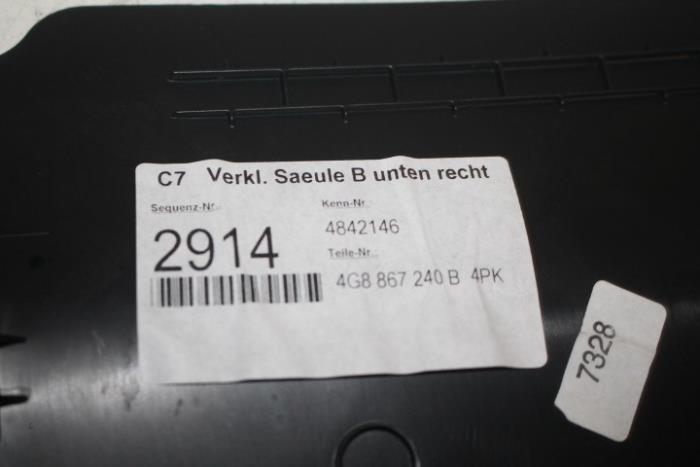 C7 Verkl. Saeule B unten recht
Sequenz-Nr.
2914
Kenn-Nr.
4842146
Teile-Nr.:
4G8 867 240 B 4PK
7328